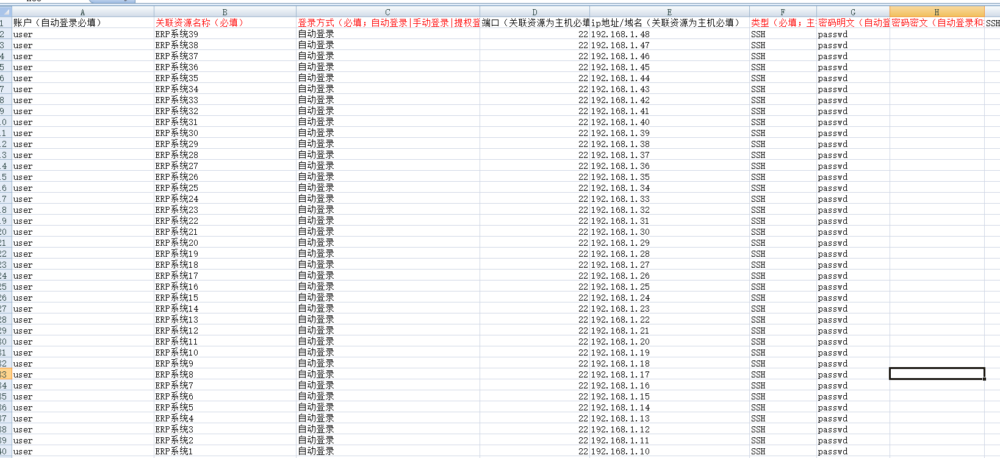 A B C D E F G H
1 账户（自动登录必填） 关联资源名称（必填） 登录方式（必填；自动登录|手动登录|提权登 端口（关联资源为主机必填 ip地址/域名（关联资源为主机必填） 类型（必填；主 密码明文（自动登 密码密文（自动登录和 SSH
2 user ERP系统39 自动登录 22 192.168.1.48 SSH passwd
3 user ERP系统38 自动登录 22 192.168.1.47 SSH passwd
4 user ERP系统37 自动登录 22 192.168.1.46 SSH passwd
5 user ERP系统36 自动登录 22 192.168.1.45 SSH passwd
6 user ERP系统35 自动登录 22 192.168.1.44 SSH passwd
7 user ERP系统34 自动登录 22 192.168.1.43 SSH passwd
8 user ERP系统33 自动登录 22 192.168.1.42 SSH passwd
9 user ERP系统32 自动登录 22 192.168.1.41 SSH passwd
10 user ERP系统31 自动登录 22 192.168.1.40 SSH passwd
11 user ERP系统30 自动登录 22 192.168.1.39 SSH passwd
12 user ERP系统29 自动登录 22 192.168.1.38 SSH passwd
13 user ERP系统28 自动登录 22 192.168.1.37 SSH passwd
14 user ERP系统27 自动登录 22 192.168.1.36 SSH passwd
15 user ERP系统26 自动登录 22 192.168.1.35 SSH passwd
16 user ERP系统25 自动登录 22 192.168.1.34 SSH passwd
17 user ERP系统24 自动登录 22 192.168.1.33 SSH passwd
18 user ERP系统23 自动登录 22 192.168.1.32 SSH passwd
19 user ERP系统22 自动登录 22 192.168.1.31 SSH passwd
20 user ERP系统21 自动登录 22 192.168.1.30 SSH passwd
21 user ERP系统20 自动登录 22 192.168.1.29 SSH passwd
22 user ERP系统19 自动登录 22 192.168.1.28 SSH passwd
23 user ERP系统18 自动登录 22 192.168.1.27 SSH passwd
24 user ERP系统17 自动登录 22 192.168.1.26 SSH passwd
25 user ERP系统16 自动登录 22 192.168.1.25 SSH passwd
26 user ERP系统15 自动登录 22 192.168.1.24 SSH passwd
27 user ERP系统14 自动登录 22 192.168.1.23 SSH passwd
28 user ERP系统13 自动登录 22 192.168.1.22 SSH passwd
29 user ERP系统12 自动登录 22 192.168.1.21 SSH passwd
30 user ERP系统11 自动登录 22 192.168.1.20 SSH passwd
31 user ERP系统10 自动登录 22 192.168.1.19 SSH passwd
32 user ERP系统9 自动登录 22 192.168.1.18 SSH passwd
33 user ERP系统8 自动登录 22 192.168.1.17 SSH passwd
34 user ERP系统7 自动登录 22 192.168.1.16 SSH passwd
35 user ERP系统6 自动登录 22 192.168.1.15 SSH passwd
36 user ERP系统5 自动登录 22 192.168.1.14 SSH passwd
37 user ERP系统4 自动登录 22 192.168.1.13 SSH passwd
38 user ERP系统3 自动登录 22 192.168.1.12 SSH passwd
39 user ERP系统2 自动登录 22 192.168.1.11 SSH passwd
40 user ERP系统1 自动登录 22 192.168.1.10 SSH passwd